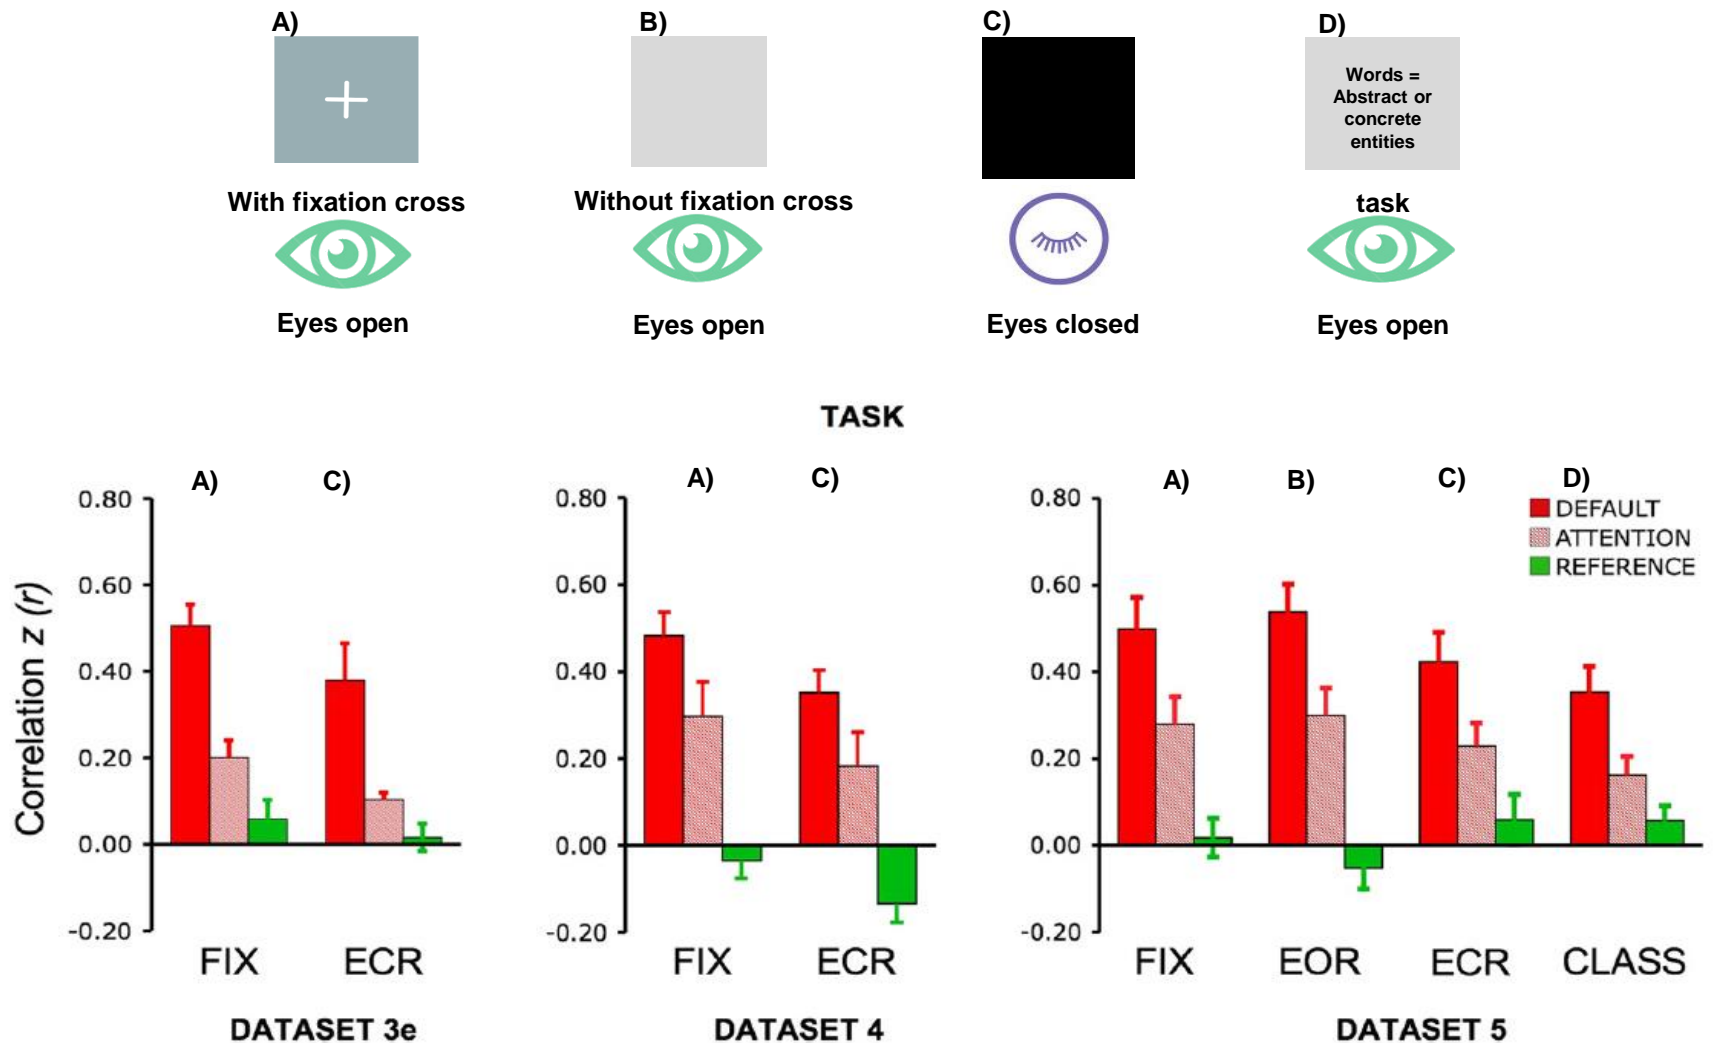 A)
B)
C)
D)
Words =
Abstract or
concrete
entities
With fixation cross
Without fixation cross
task
Eyes open
Eyes open
Eyes closed
Eyes open
TASK
Correlation z (r)
A)
C)
0.80
0.60
0.40
0.20
0.00
-0.20
FIX
ECR
DATASET 3e
A)
C)
0.80
0.60
0.40
0.20
0.00
-0.20
FIX
ECR
DATASET 4
A)
B)
C)
D)
0.80
0.60
0.40
0.20
0.00
-0.20
DEFAULT
ATTENTION
REFERENCE
FIX
EOR
ECR
CLASS
DATASET 5